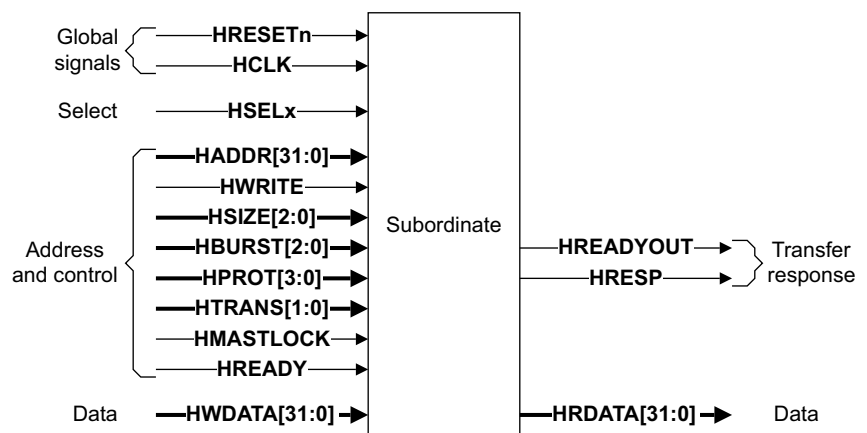 Global
signals
HRESETn
HCLK
Select
HSELx
Address
and control
HADDR[31:0]
HWRITE
HSIZE[2:0]
HBURST[2:0]
HPROT[3:0]
HTRANS[1:0]
HMASTLOCK
HREADY
Data
HWDATA[31:0]
Subordinate
HREADYOUT
HRESP
Transfer
response
HRDATA[31:0]
Data